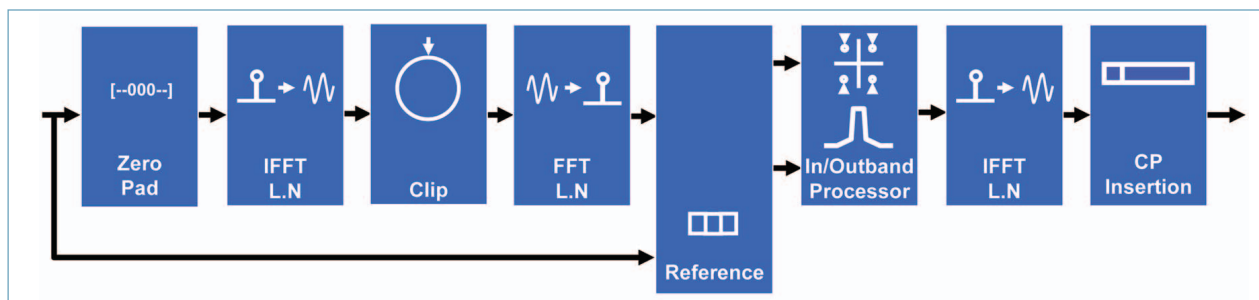 [--000--]
Zero
Pad
IFFT
L.N
Clip
FFT
L.N
Reference
In/Outband
Processor
IFFT
L.N
CP
Insertion